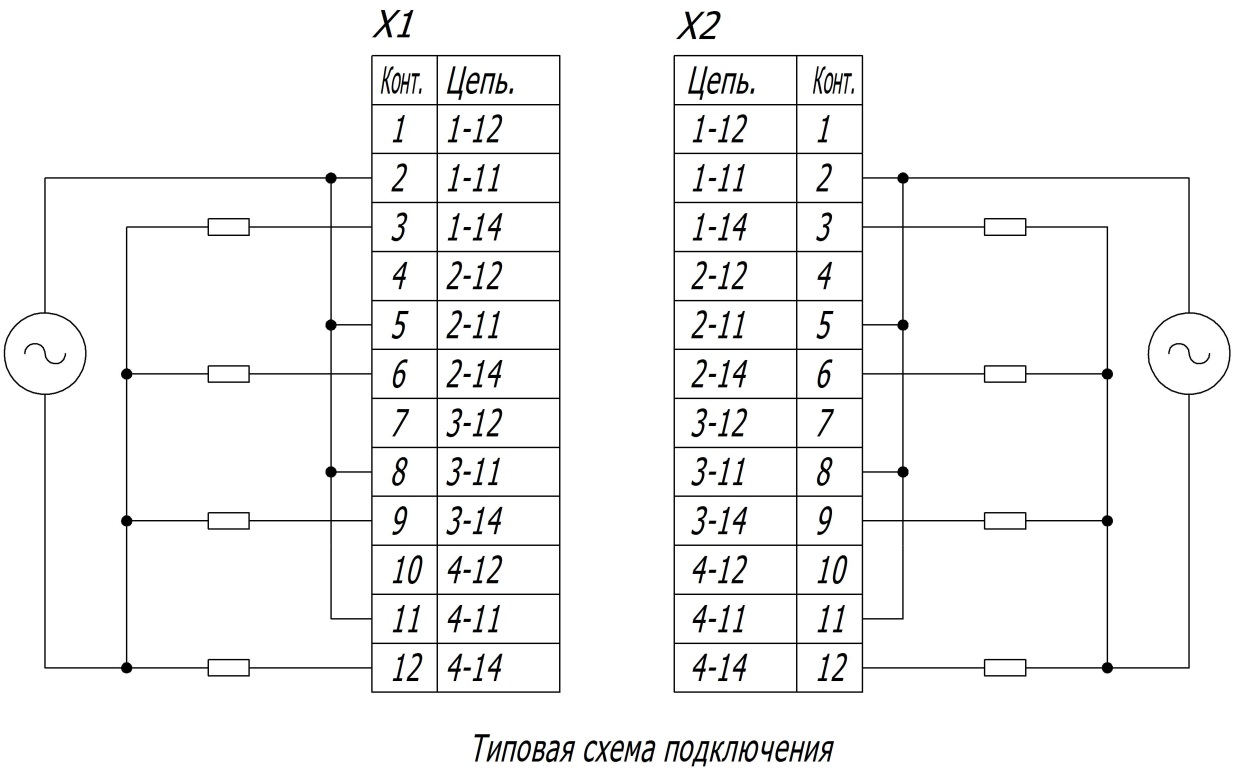 X1 X2
Конт. Цепь. Цепь. Конт.
1 1-12 1-12 1
2 1-11 1-11 2
3 1-14 1-14 3
4 2-12 2-12 4
5 2-11 2-11 5
6 2-14 2-14 6
7 3-12 3-12 7
8 3-11 3-11 8
9 3-14 3-14 9
10 4-12 4-12 10
11 4-11 4-11 11
12 4-14 4-14 12
Типовая схема подключения